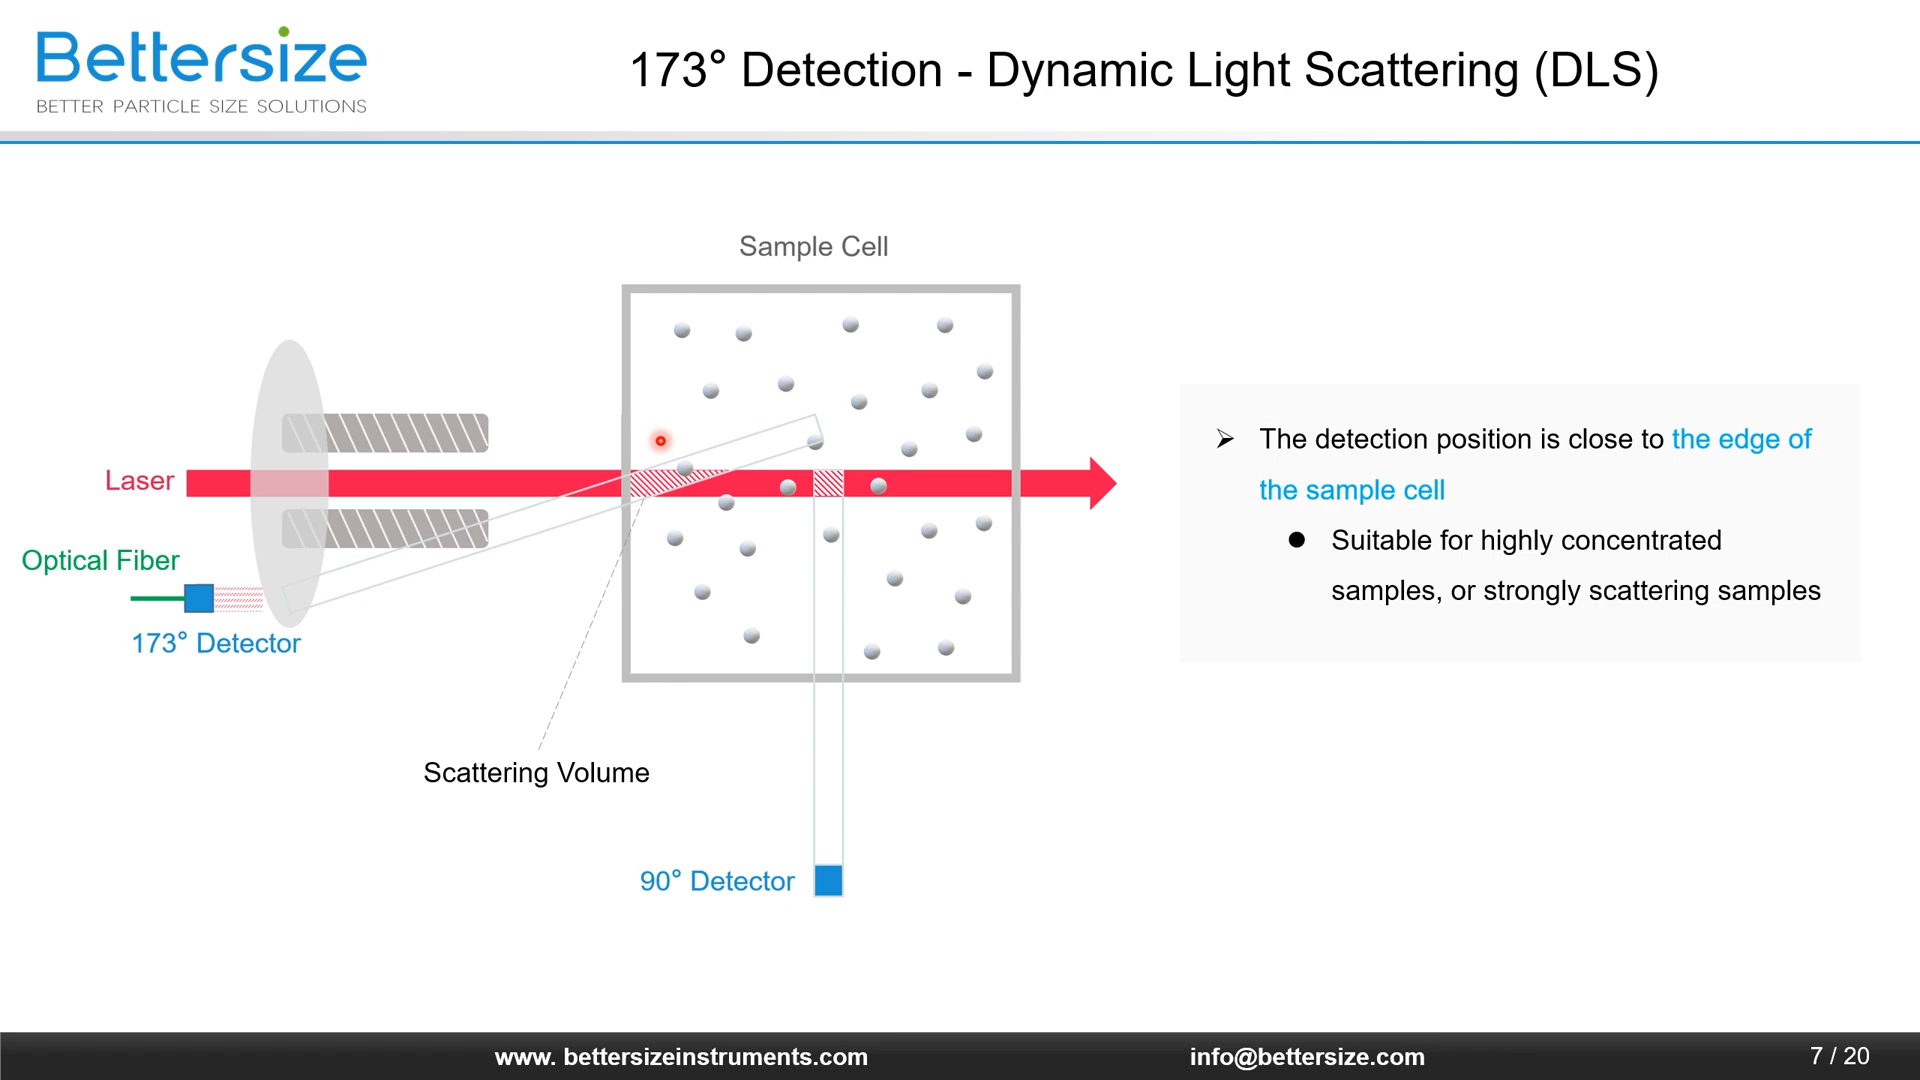 Bettersize
BETTER PARTICLE SIZE SOLUTIONS
173° Detection - Dynamic Light Scattering (DLS)
Sample Cell
Laser
Optical Fiber
173° Detector
Scattering Volume
90° Detector
➢ The detection position is close to the edge of
the sample cell
● Suitable for highly concentrated
samples, or strongly scattering samples
www. bettersizeinstruments.com
info@bettersize.com
7 / 20